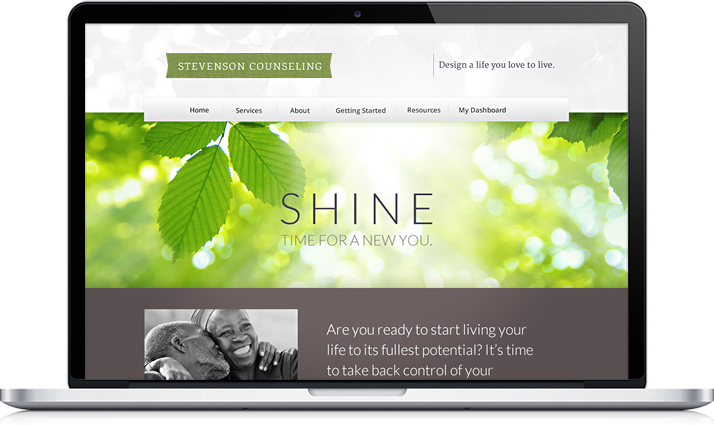 STEVENSON COUNSELING
Design a life you love to live.
Home Services About Getting Started Resources My Dashboard
SHINE
TIME FOR A NEW YOU.
Are you ready to start living your
life to its fullest potential? It's time
to take back control of your